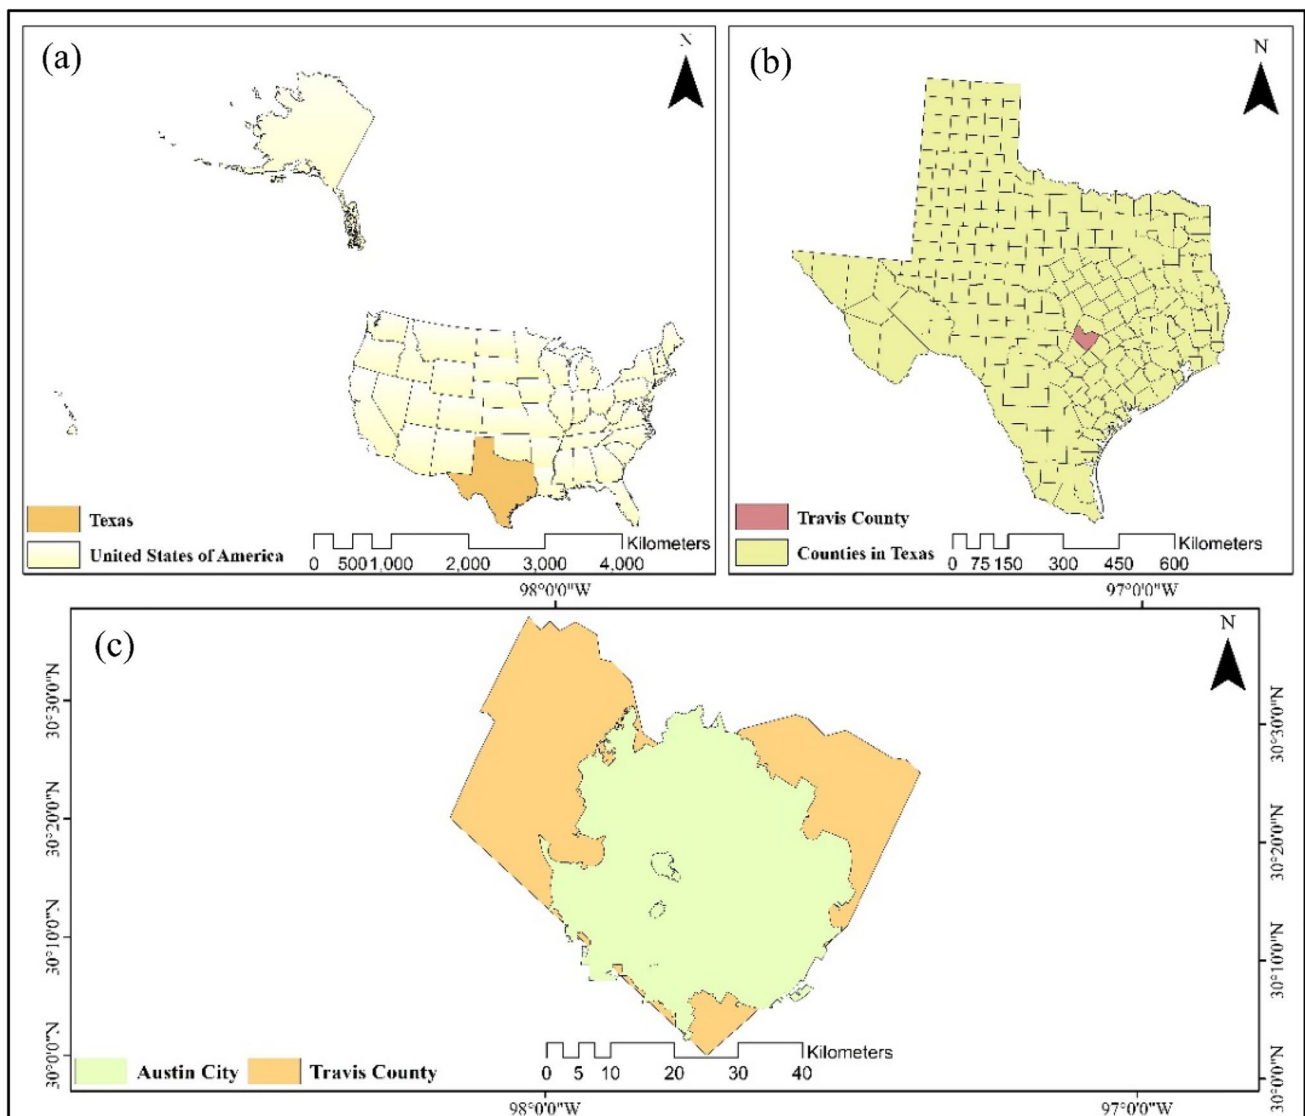 (a)
N
Texas
United States of America
Kilometers
0 500 1,000 2,000 3,000 4,000
(b)
N
Travis County
Counties in Texas
Kilometers
0 75 150 300 450 600
98°0'0"W 97°0'0"W
(c)
N
30°30'0"N
30°20'0"N
30°10'0"N
30°0'0"N
30°30'0"N
30°20'0"N
30°10'0"N
30°0'0"N
Austin City
Travis County
Kilometers
0 5 10 20 30 40
98°0'0"W 97°0'0"W